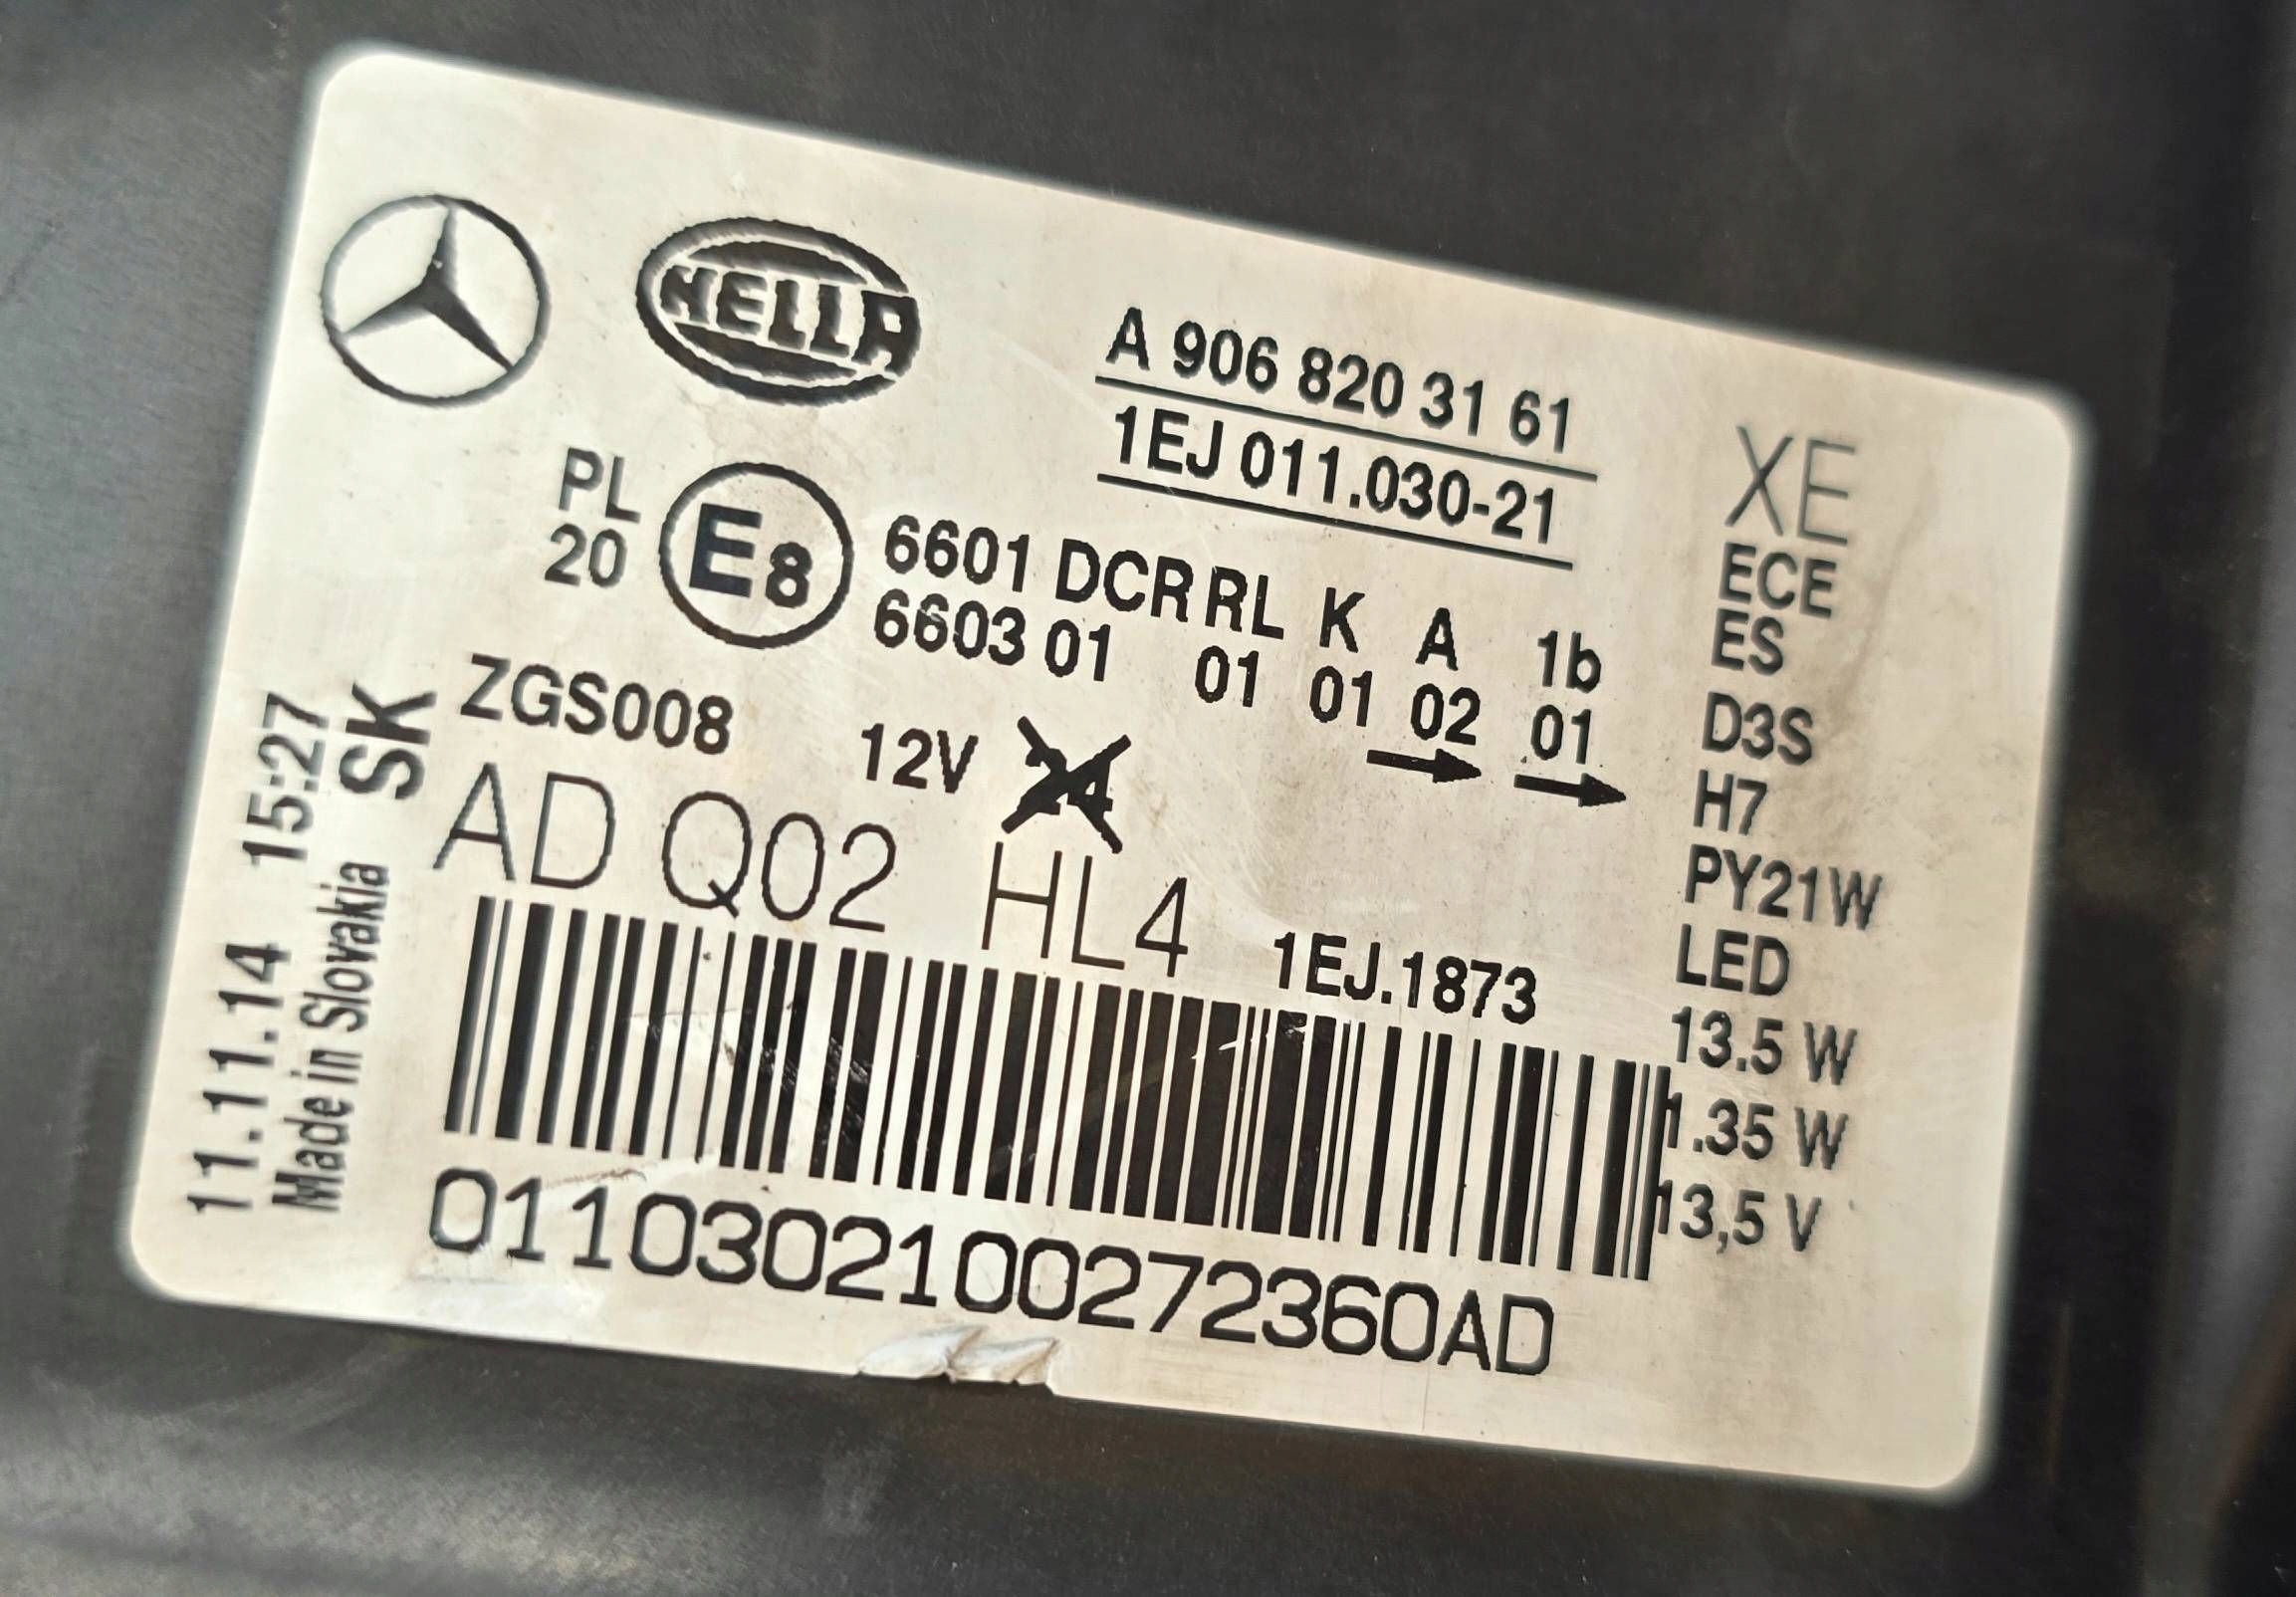 HELLA
A 906 820 31 61
1EJ 011.030-21
XE
ECE
ES
D3S
H7
PY21W
LED
13.5 W
1.35 W
13,5 V
PL
20
E8
6601 DCR RL K A 1b
6603 01 01 01 02 01
ZGS008
12V 24
AD Q02 HL4
1EJ.1873
0110302100272360AD
11.11.14 15:27
Made in Slovakia
SK